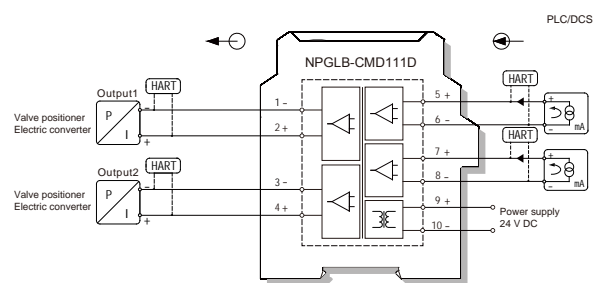 PLC/DCS
NPGLB-CMD111D
HART
Output1
P
I
-
+
Valve positioner
Electric converter
1 -
2 +
5 +
6 -
HART
+
-
mA
HART
Output2
P
I
-
+
Valve positioner
Electric converter
3 -
4 +
7 +
8 -
HART
+
-
mA
9 +
10 -
Power supply
24 V DC